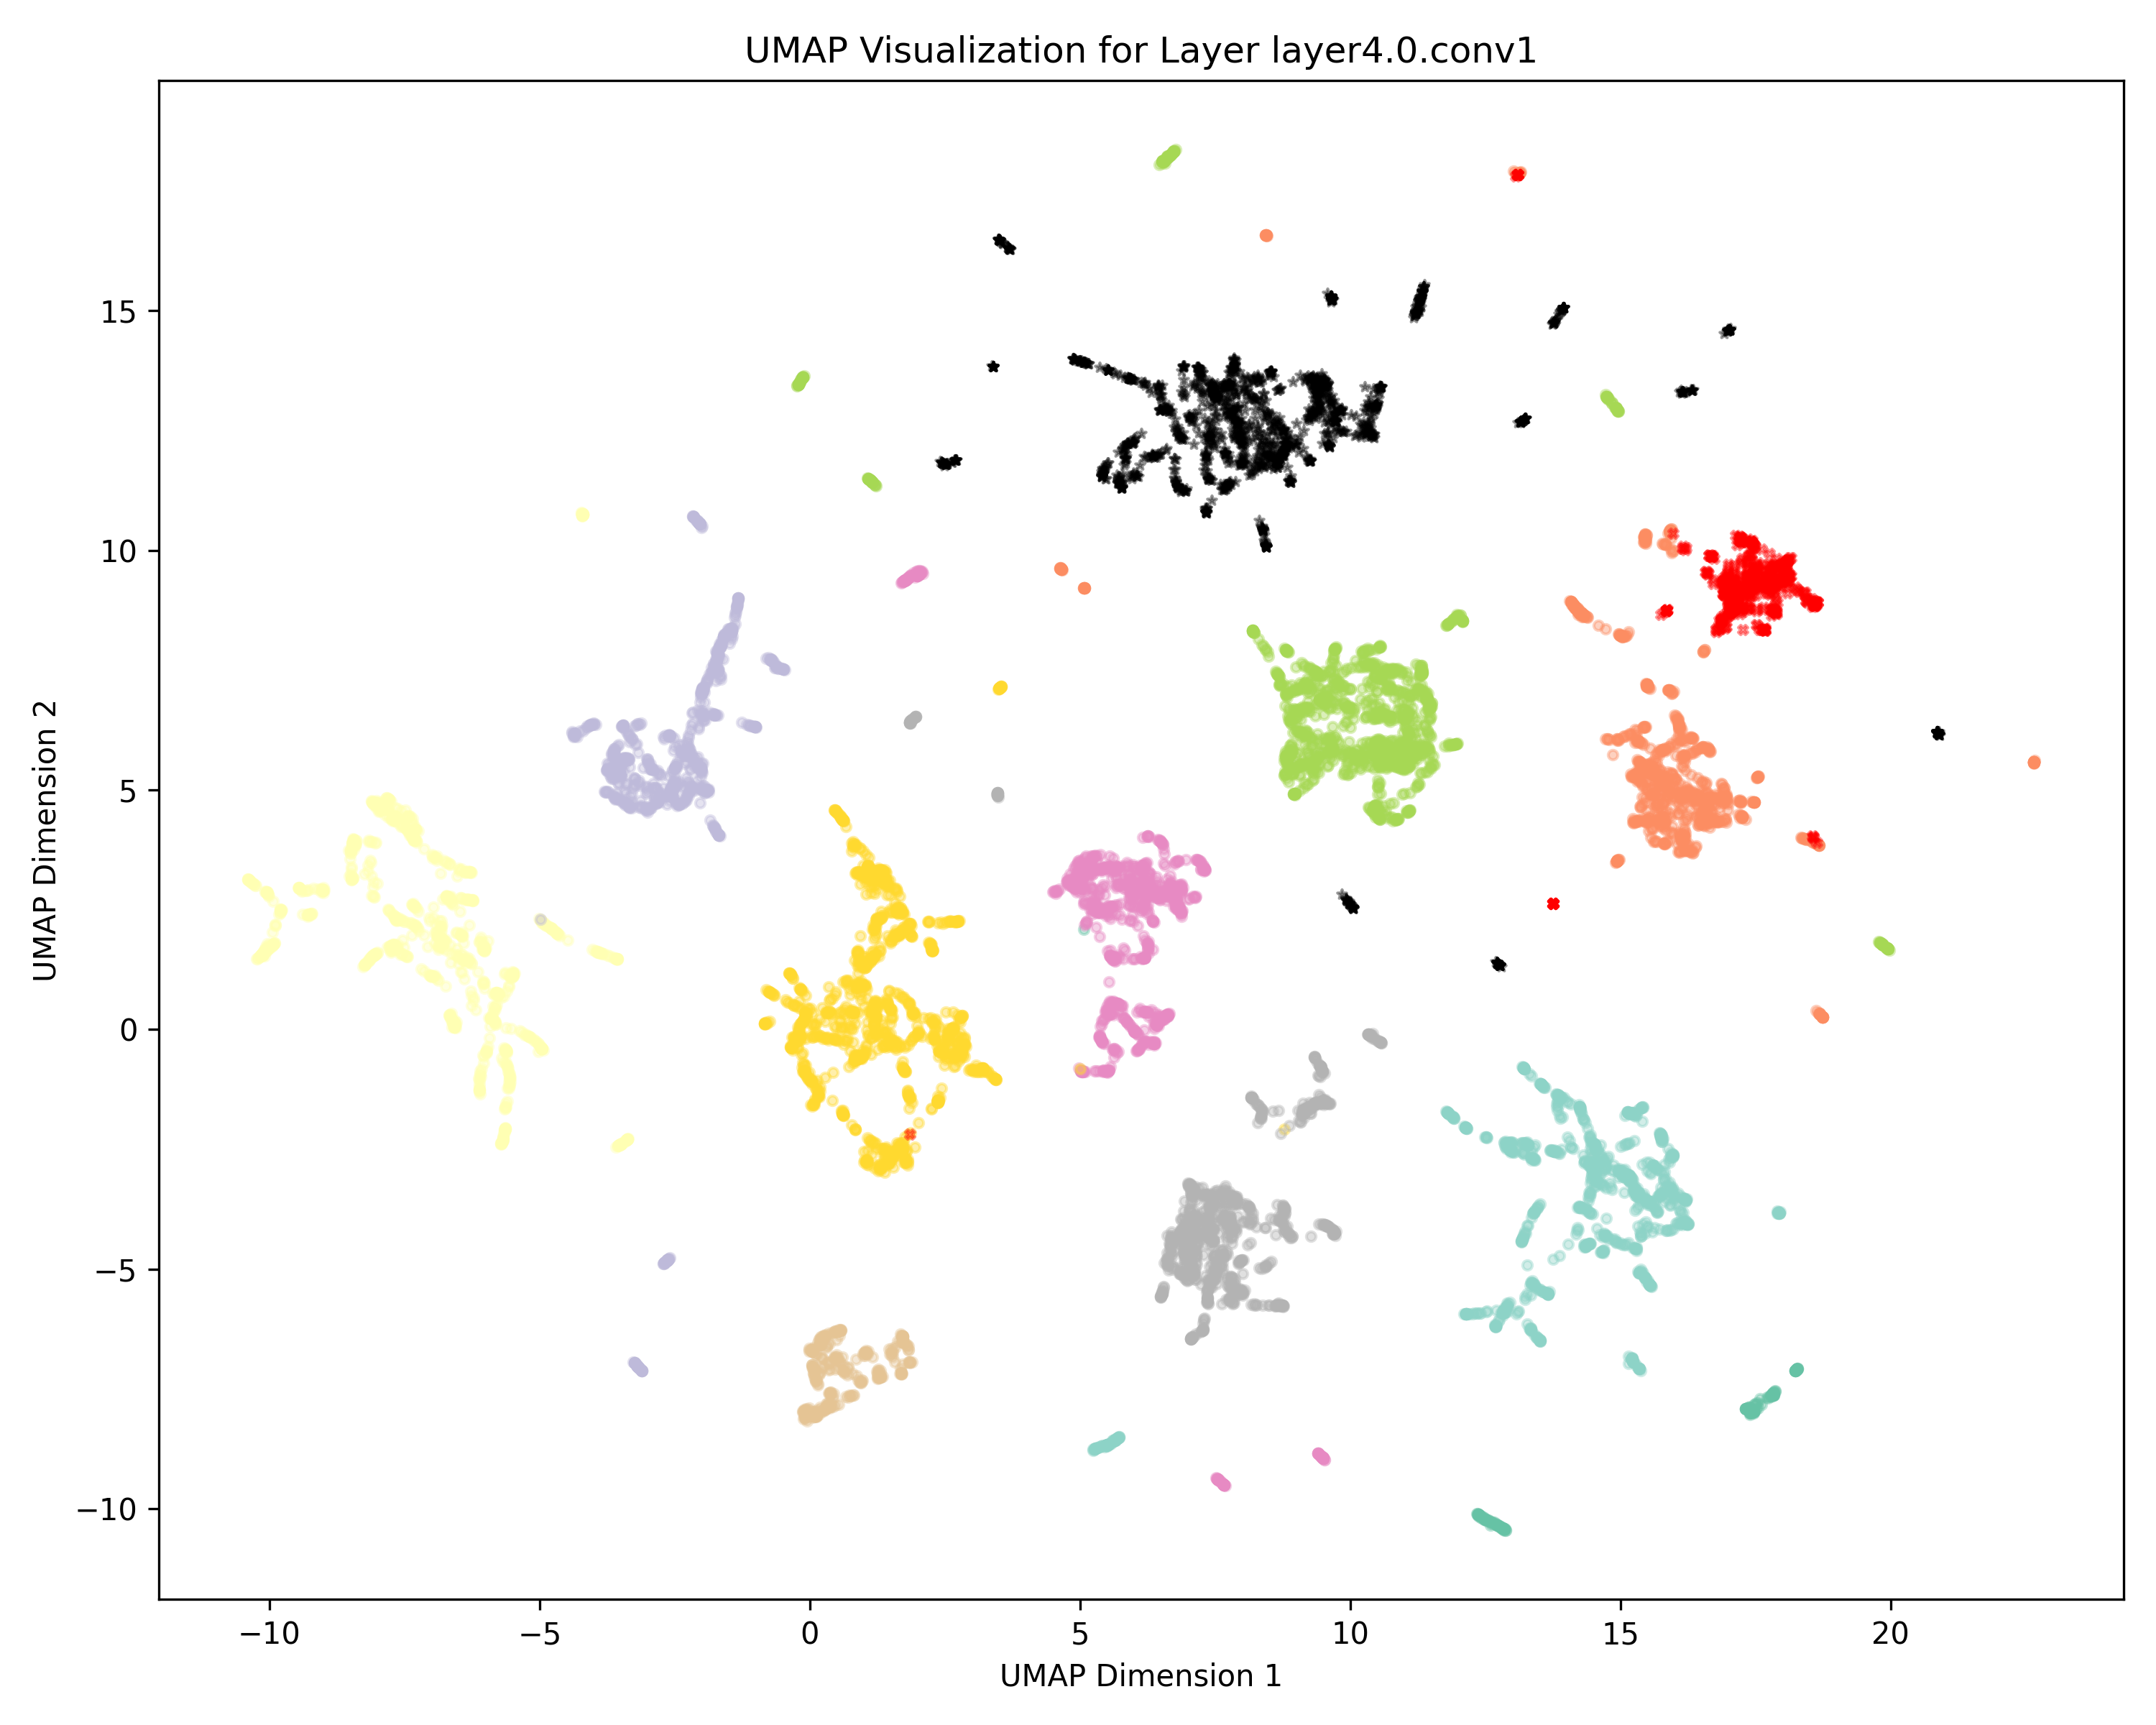 UMAP Visualization for Layer layer4.0.conv1
15
10
5
0
−5
−10
UMAP Dimension 2
−10 −5 0 5 10 15 20
UMAP Dimension 1